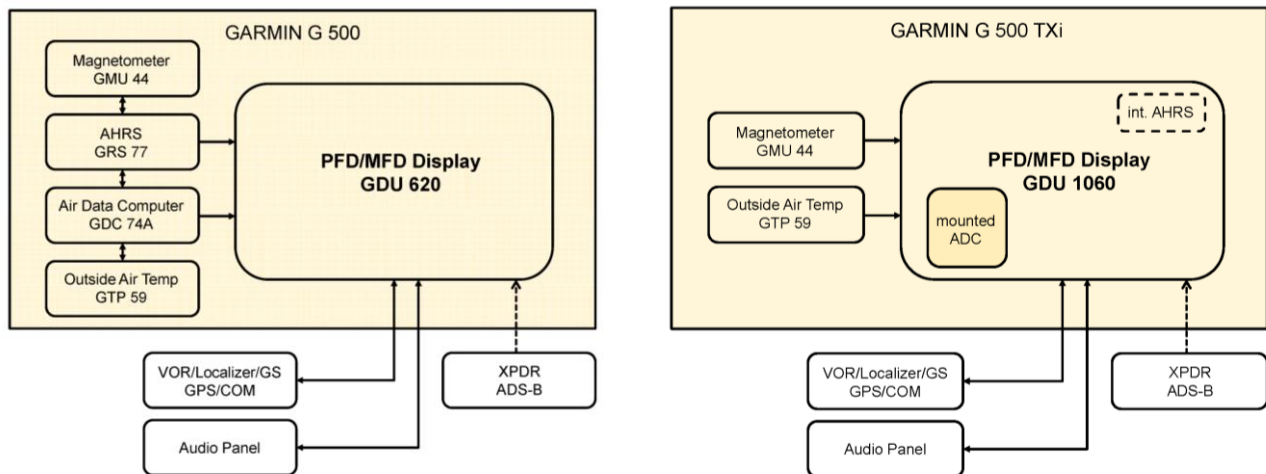 GARMIN G 500
Magnetometer
GMU 44
AHRS
GRS 77
Air Data Computer
GDC 74A
Outside Air Temp
GTP 59
PFD/MFD Display
GDU 620
VOR/Localizer/GS
GPS/COM
Audio Panel
XPDR
ADS-B
GARMIN G 500 TXi
Magnetometer
GMU 44
Outside Air Temp
GTP 59
int. AHRS
PFD/MFD Display
GDU 1060
mounted
ADC
VOR/Localizer/GS
GPS/COM
Audio Panel
XPDR
ADS-B